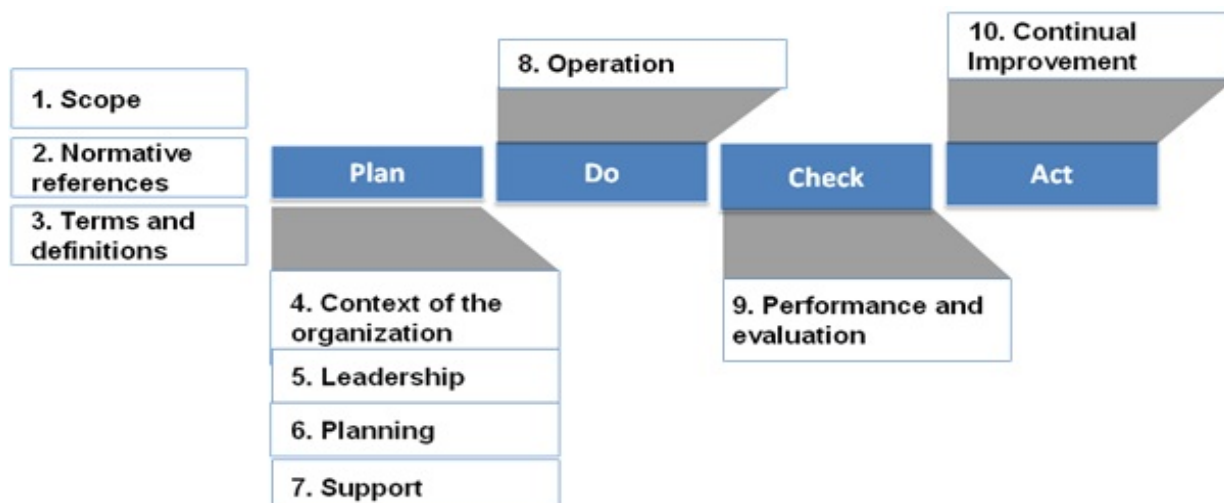 1. Scope
2. Normative
references
3. Terms and
definitions
Plan
4. Context of the
organization
5. Leadership
6. Planning
7. Support
8. Operation
Do
Check
9. Performance and
evaluation
10. Continual
Improvement
Act